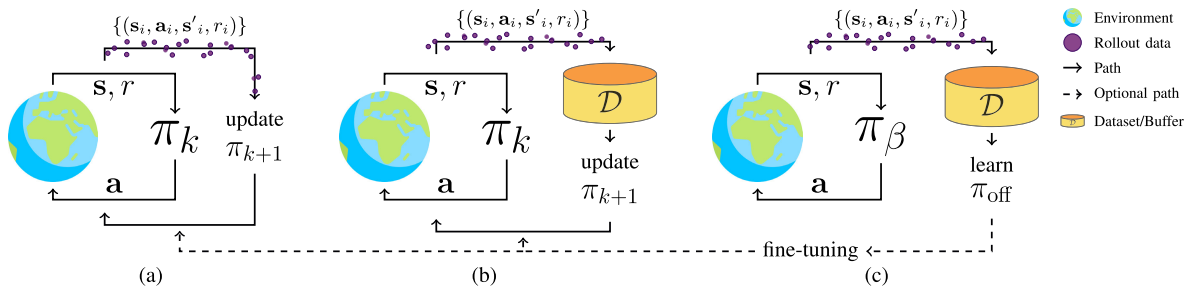 {(s_i, a_i, s'_i, r_i)}
s, r
π_k
a
update
π_{k+1}
(a)
{(s_i, a_i, s'_i, r_i)}
s, r
π_k
a
𝒟
update
π_{k+1}
(b)
{(s_i, a_i, s'_i, r_i)}
s, r
π_β
a
𝒟
learn
π_off
fine-tuning
(c)
Environment
Rollout data
Path
Optional path
𝒟 Dataset/Buffer